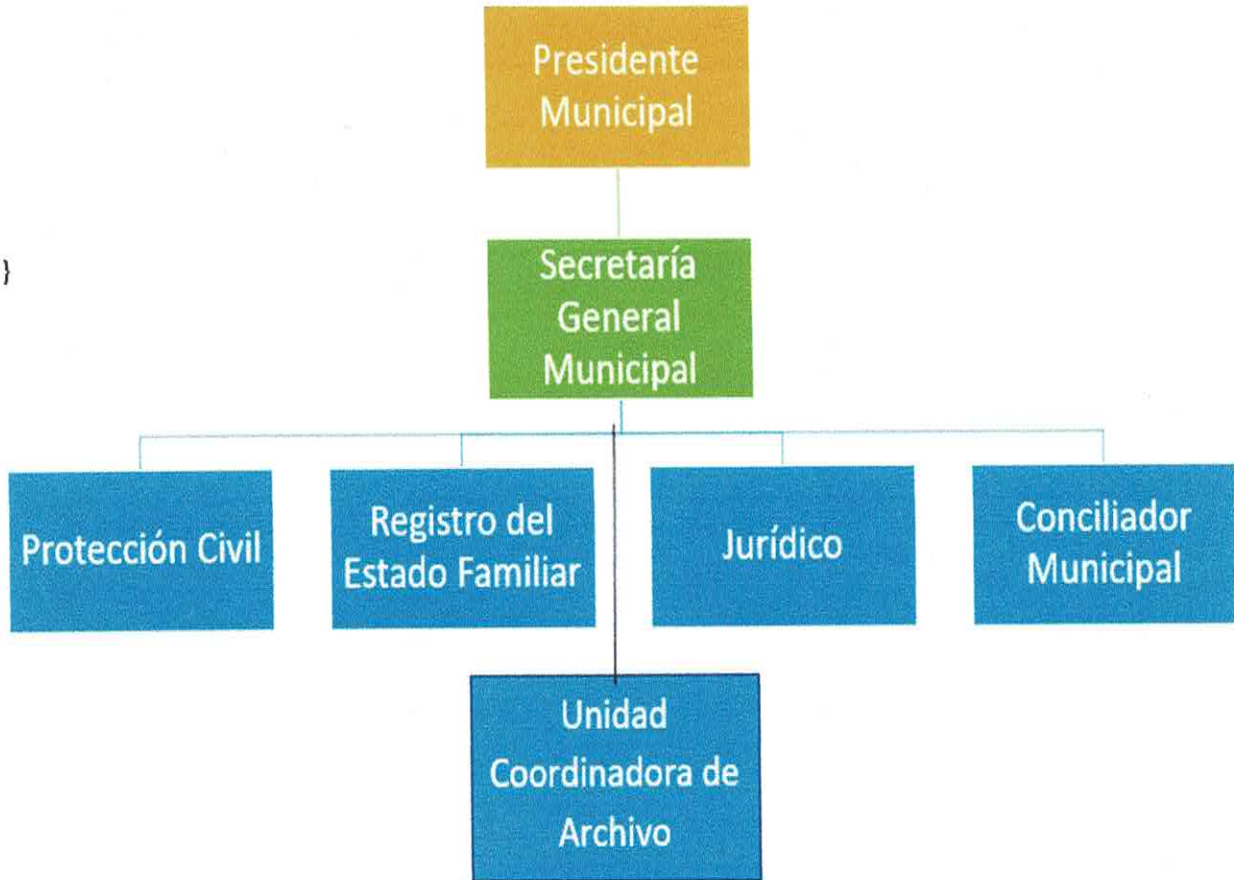 Presidente
Municipal
}
Secretaría
General
Municipal
Protección Civil
Registro del
Estado Familiar
Jurídico
Conciliador
Municipal
Unidad
Coordinadora de
Archivo